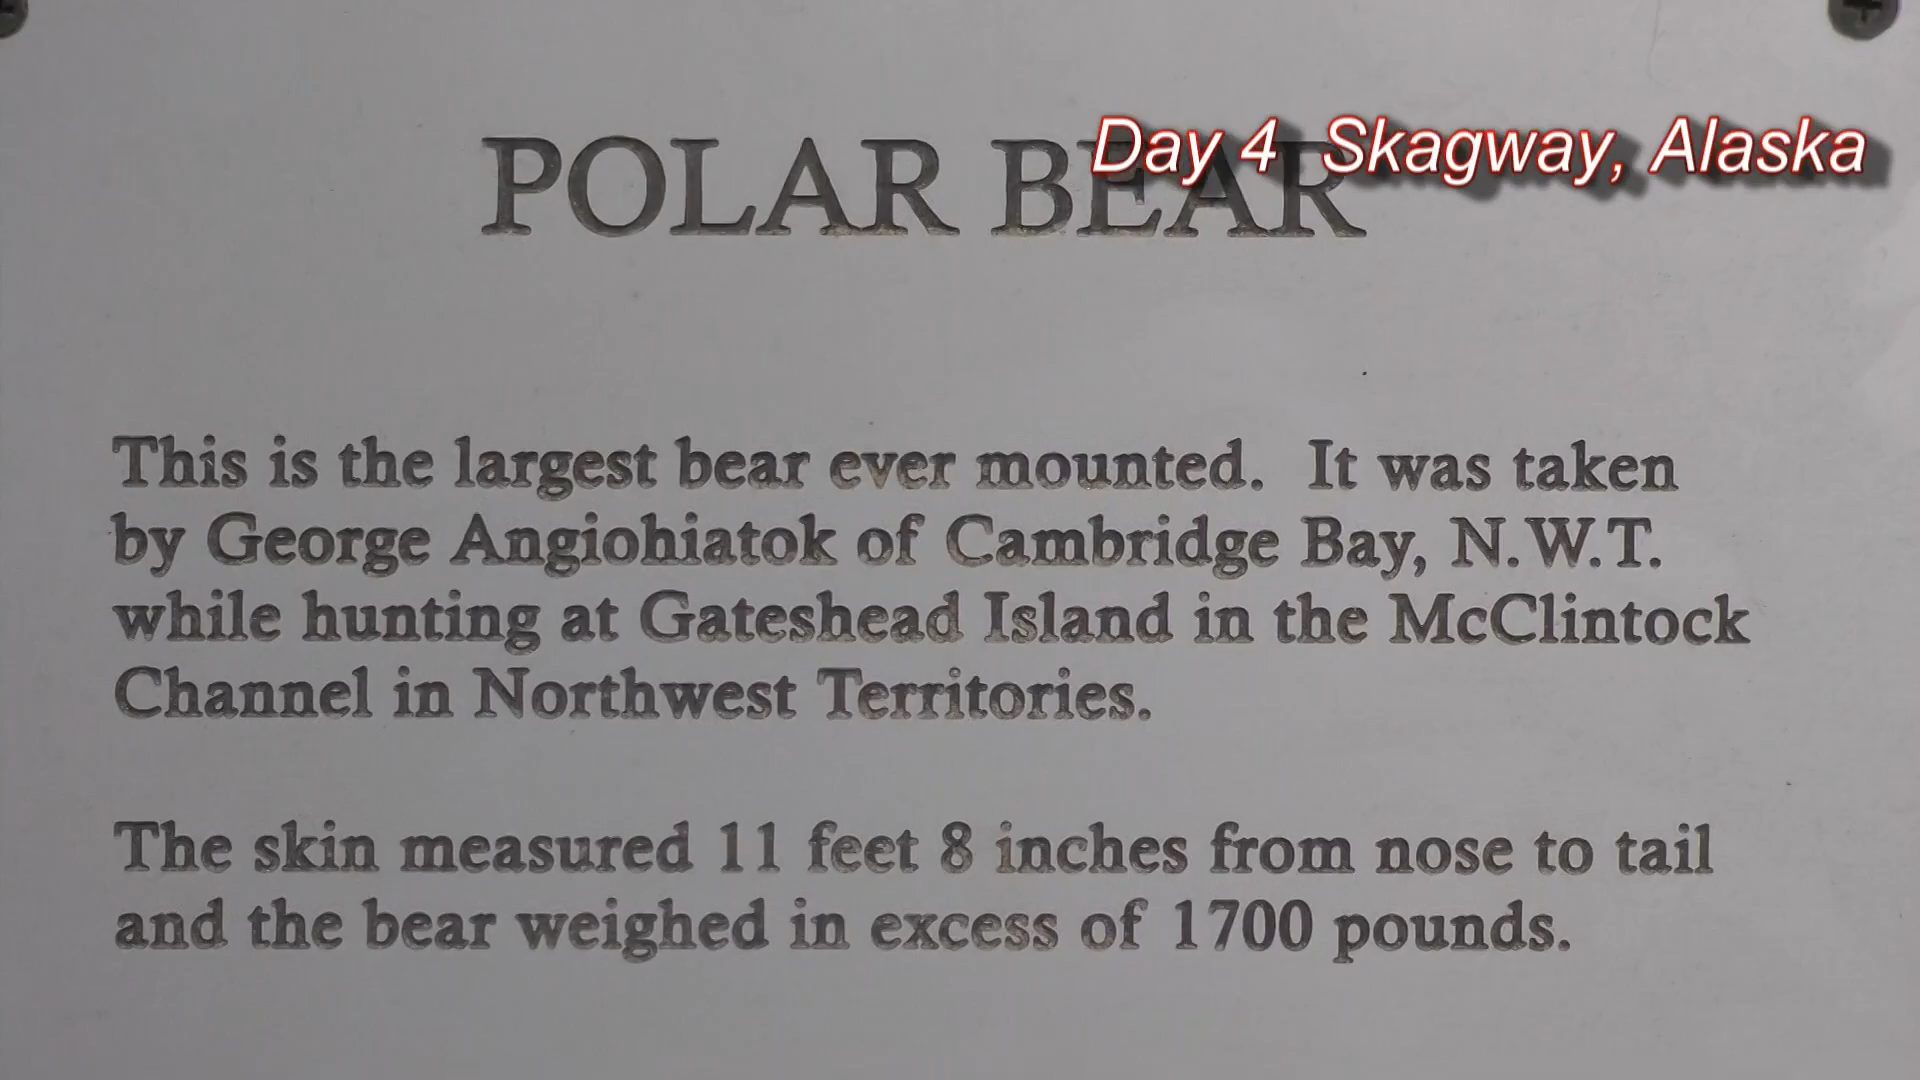 Day 4 Skagway, Alaska
POLAR BEAR
This is the largest bear ever mounted. It was taken
by George Angiohiatok of Cambridge Bay, N.W.T.
while hunting at Gateshead Island in the McClintock
Channel in Northwest Territories.
The skin measured 11 feet 8 inches from nose to tail
and the bear weighed in excess of 1700 pounds.